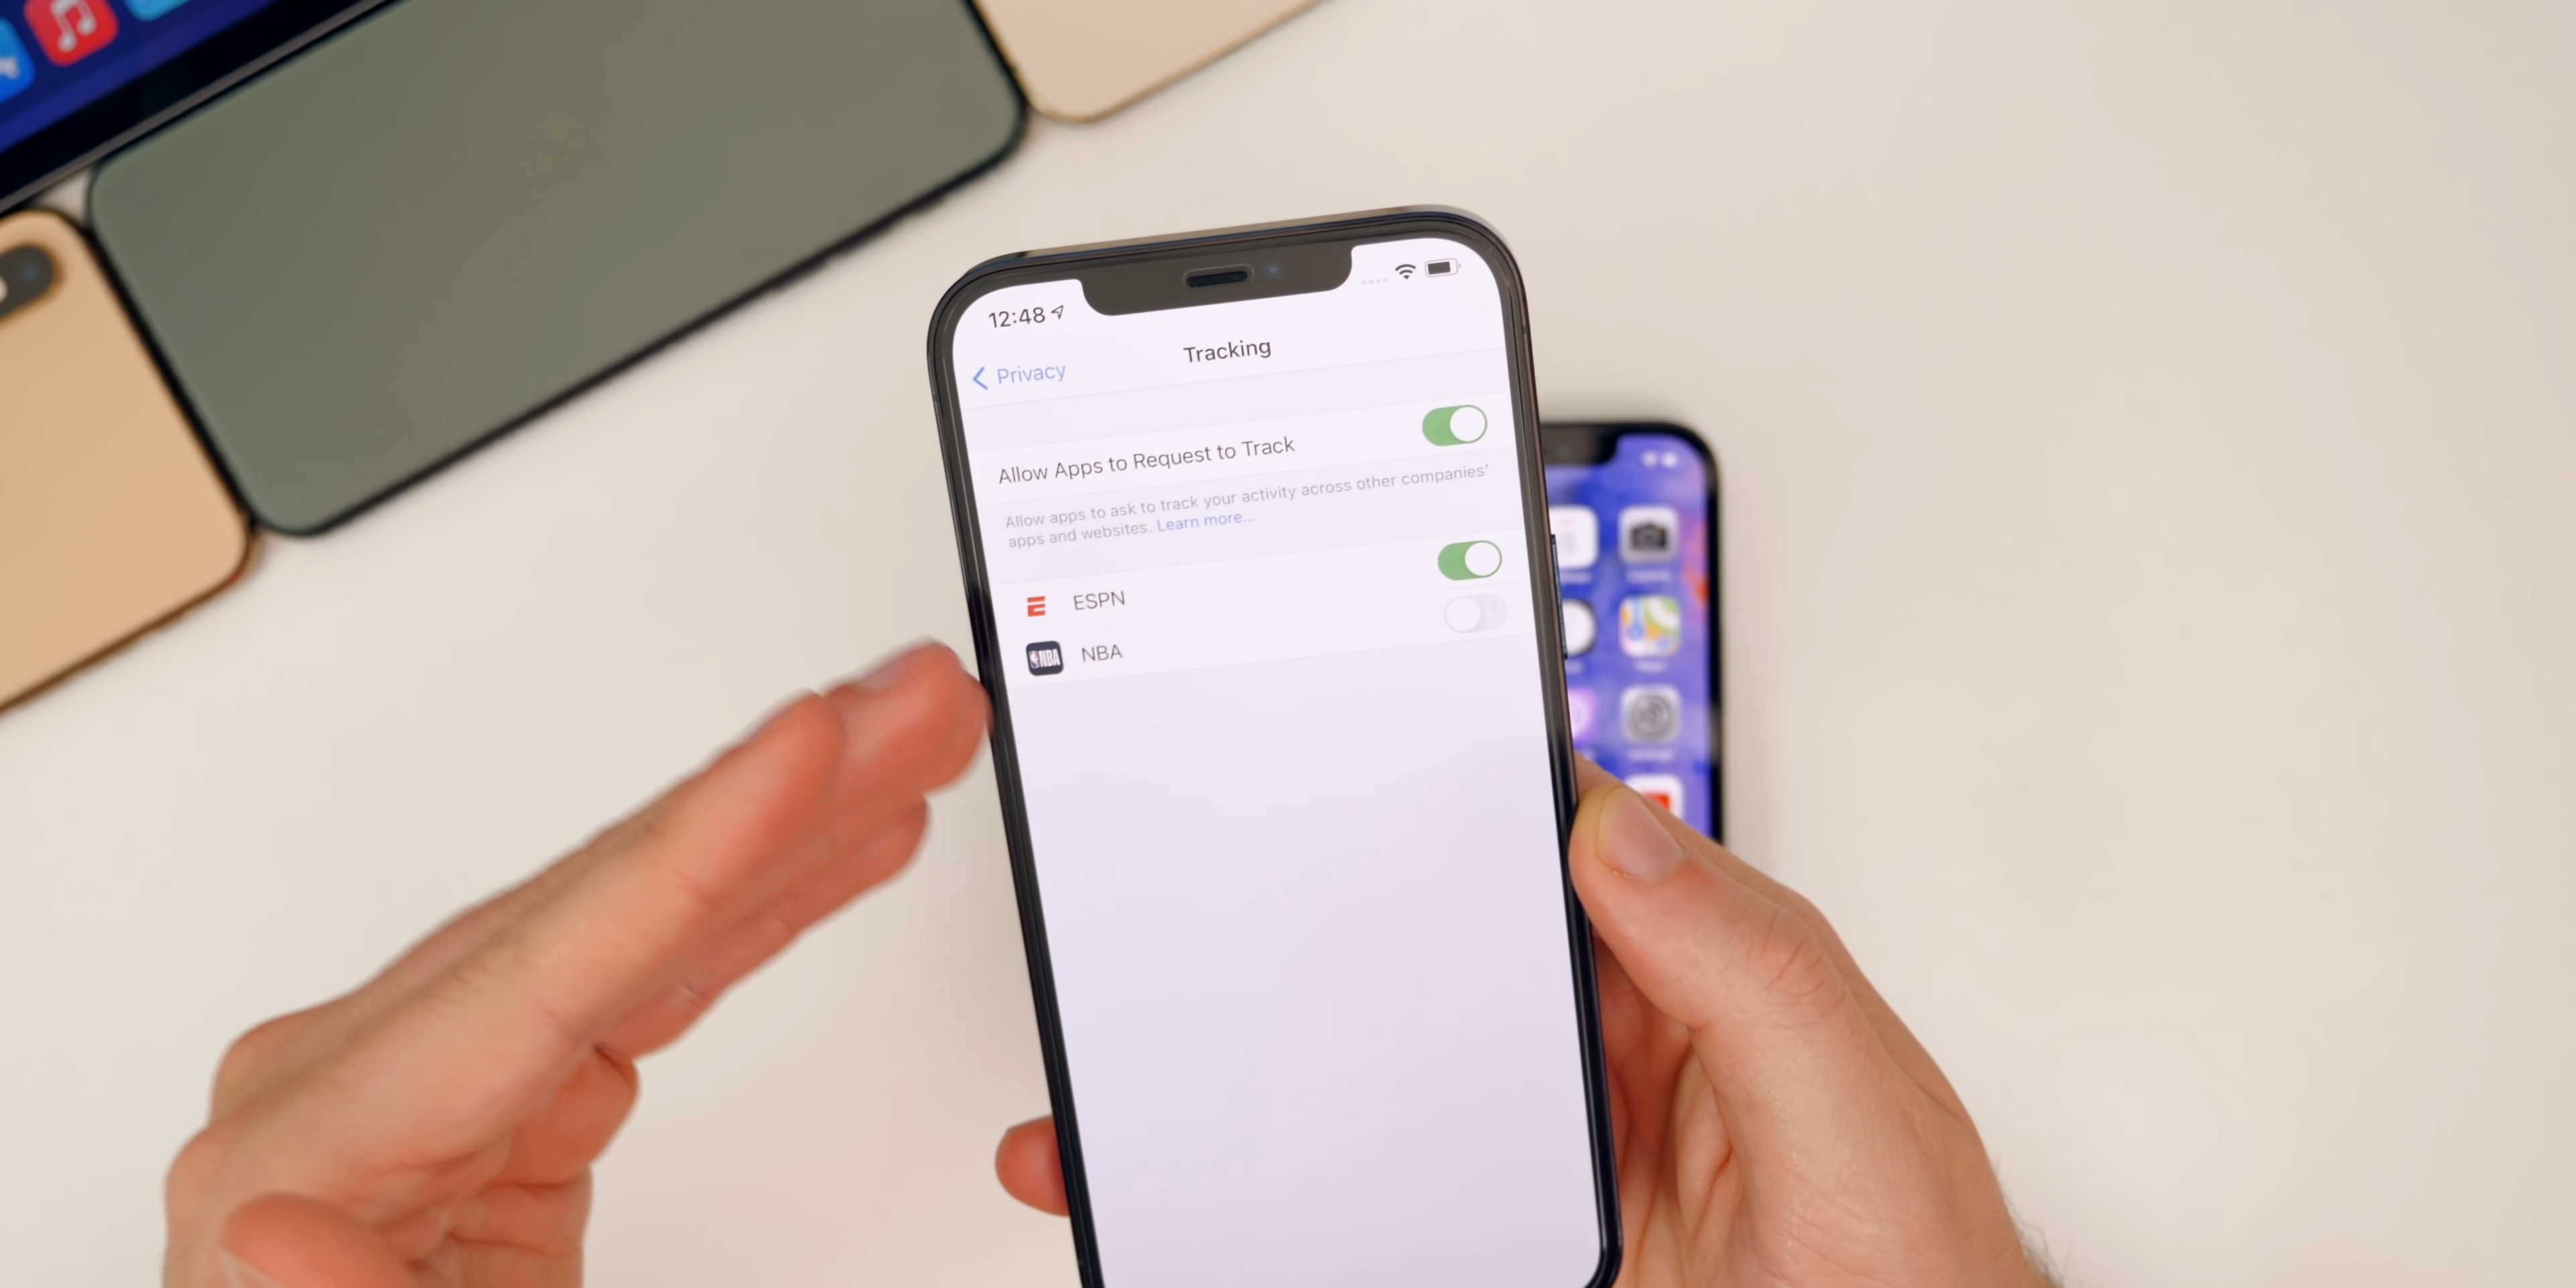 12:48
Privacy
Tracking
Allow Apps to Request to Track
Allow apps to ask to track your activity across other companies'
apps and websites. Learn more...
ESPN
NBA
NBA